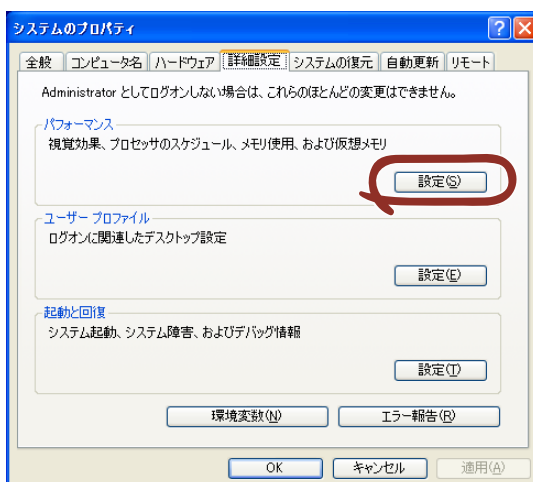 システムのプロパティ
全般 コンピュータ名 ハードウェア 詳細設定 システムの復元 自動更新 リモート
Administrator としてログオンしない場合は、これらのほとんどの変更はできません。
パフォーマンス
視覚効果、プロセッサのスケジュール、メモリ使用、および仮想メモリ
設定(S)
ユーザー プロファイル
ログオンに関連したデスクトップ設定
設定(E)
起動と回復
システム起動、システム障害、およびデバッグ情報
設定(T)
環境変数(N) エラー報告(R)
OK キャンセル 適用(A)